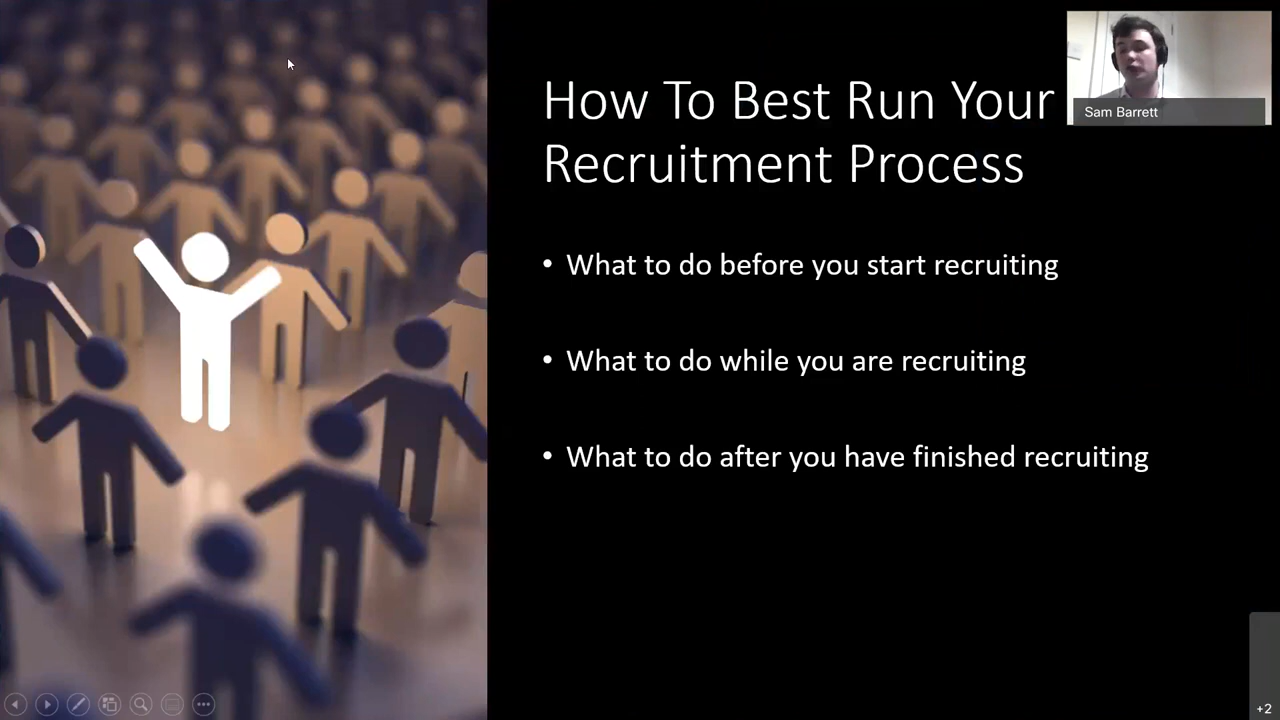 How To Best Run Your
Recruitment Process
Sam Barrett
• What to do before you start recruiting
• What to do while you are recruiting
• What to do after you have finished recruiting
+2